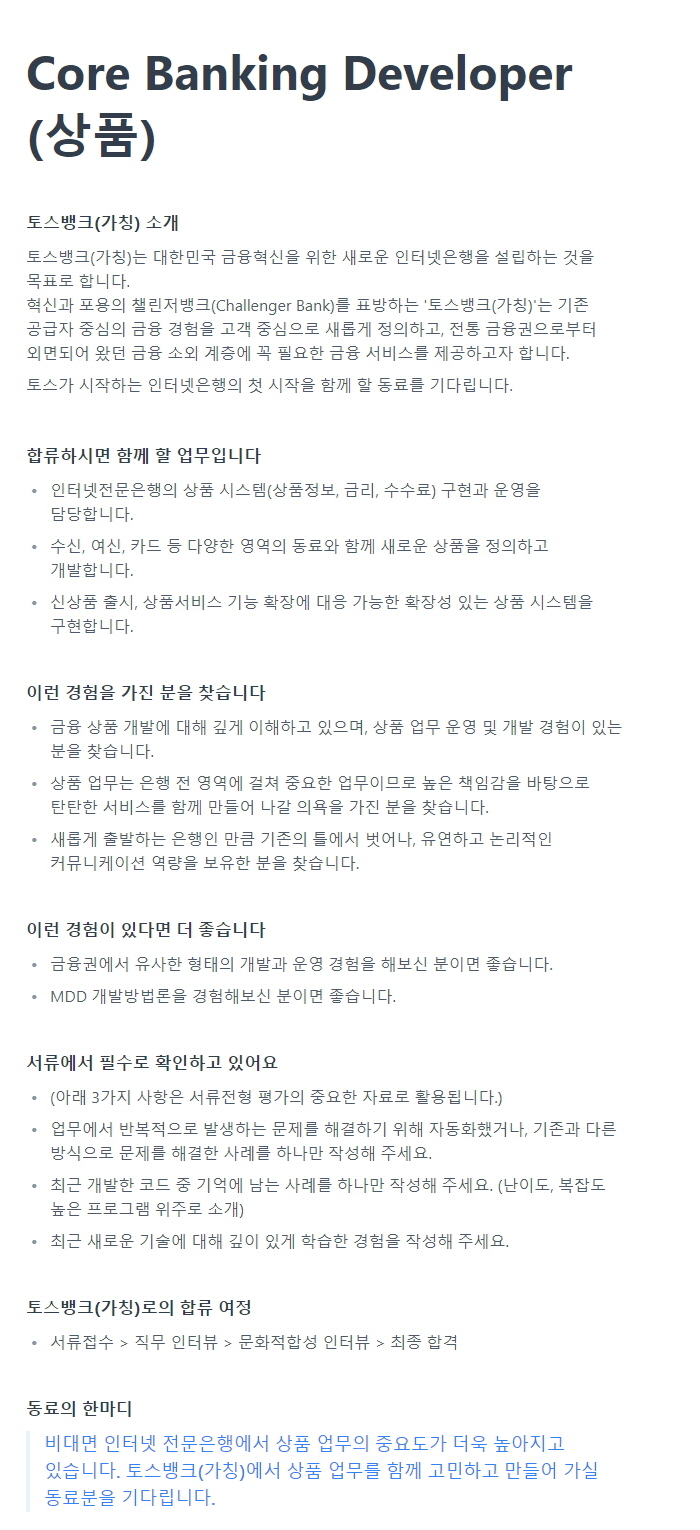 Core Banking Developer
(상품)
토스뱅크(가칭) 소개
토스뱅크(가칭)는 대한민국 금융혁신을 위한 새로운 인터넷은행을 설립하는 것을
목표로 합니다.
혁신과 포용의 챌린저뱅크(Challenger Bank)를 표방하는 '토스뱅크(가칭)'는 기존
공급자 중심의 금융 경험을 고객 중심으로 새롭게 정의하고, 전통 금융권으로부터
외면되어 왔던 금융 소외 계층에 꼭 필요한 금융 서비스를 제공하고자 합니다.
토스가 시작하는 인터넷은행의 첫 시작을 함께 할 동료를 기다립니다.
합류하시면 함께 할 업무입니다
• 인터넷전문은행의 상품 시스템(상품정보, 금리, 수수료) 구현과 운영을
담당합니다.
• 수신, 여신, 카드 등 다양한 영역의 동료와 함께 새로운 상품을 정의하고
개발합니다.
• 신상품 출시, 상품서비스 기능 확장에 대응 가능한 확장성 있는 상품 시스템을
구현합니다.
이런 경험을 가진 분을 찾습니다
• 금융 상품 개발에 대해 깊게 이해하고 있으며, 상품 업무 운영 및 개발 경험이 있는
분을 찾습니다.
• 상품 업무는 은행 전 영역에 걸쳐 중요한 업무이므로 높은 책임감을 바탕으로
탄탄한 서비스를 함께 만들어 나갈 의욕을 가진 분을 찾습니다.
• 새롭게 출발하는 은행인 만큼 기존의 틀에서 벗어나, 유연하고 논리적인
커뮤니케이션 역량을 보유한 분을 찾습니다.
이런 경험이 있다면 더 좋습니다
• 금융권에서 유사한 형태의 개발과 운영 경험을 해보신 분이면 좋습니다.
• MDD 개발방법론을 경험해보신 분이면 좋습니다.
서류에서 필수로 확인하고 있어요
• (아래 3가지 사항은 서류전형 평가의 중요한 자료로 활용됩니다.)
• 업무에서 반복적으로 발생하는 문제를 해결하기 위해 자동화했거나, 기존과 다른
방식으로 문제를 해결한 사례를 하나만 작성해 주세요.
• 최근 개발한 코드 중 기억에 남는 사례를 하나만 작성해 주세요. (난이도, 복잡도
높은 프로그램 위주로 소개)
• 최근 새로운 기술에 대해 깊이 있게 학습한 경험을 작성해 주세요.
토스뱅크(가칭)로의 합류 여정
• 서류접수 > 직무 인터뷰 > 문화적합성 인터뷰 > 최종 합격
동료의 한마디
비대면 인터넷 전문은행에서 상품 업무의 중요도가 더욱 높아지고
있습니다. 토스뱅크(가칭)에서 상품 업무를 함께 고민하고 만들어 가실
동료분을 기다립니다.